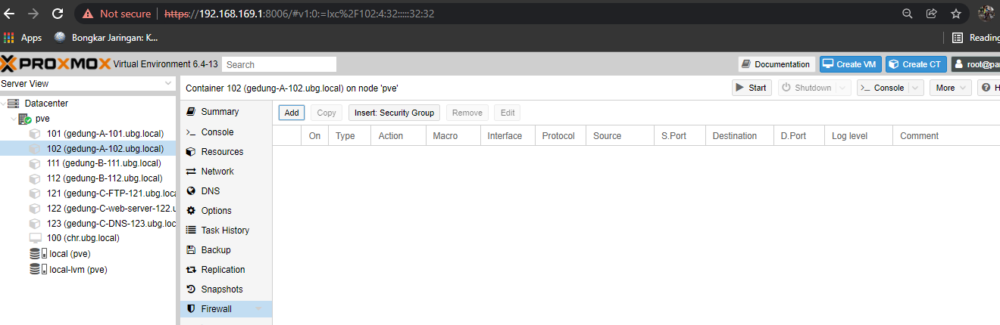 Not secure | https://192.168.169.1:8006/#v1:0:=lxc%2F102:4:32:::::32:32
Apps Bongkar Jaringan: K... Reading
PROXMOX Virtual Environment 6.4-13 Search Documentation Create VM Create CT root@pa
Server View
Container 102 (gedung-A-102.ubg.local) on node 'pve' Start Shutdown Console More H
Datacenter
pve
101 (gedung-A-101.ubg.local)
102 (gedung-A-102.ubg.local)
111 (gedung-B-111.ubg.local)
112 (gedung-B-112.ubg.local)
121 (gedung-C-FTP-121.ubg.loca
122 (gedung-C-web-server-122.u
123 (gedung-C-DNS-123.ubg.loc
100 (chr.ubg.local)
local (pve)
local-lvm (pve)
Summary
Console
Resources
Network
DNS
Options
Task History
Backup
Replication
Snapshots
Firewall
Add Copy Insert: Security Group Remove Edit
On Type Action Macro Interface Protocol Source S.Port Destination D.Port Log level Comment